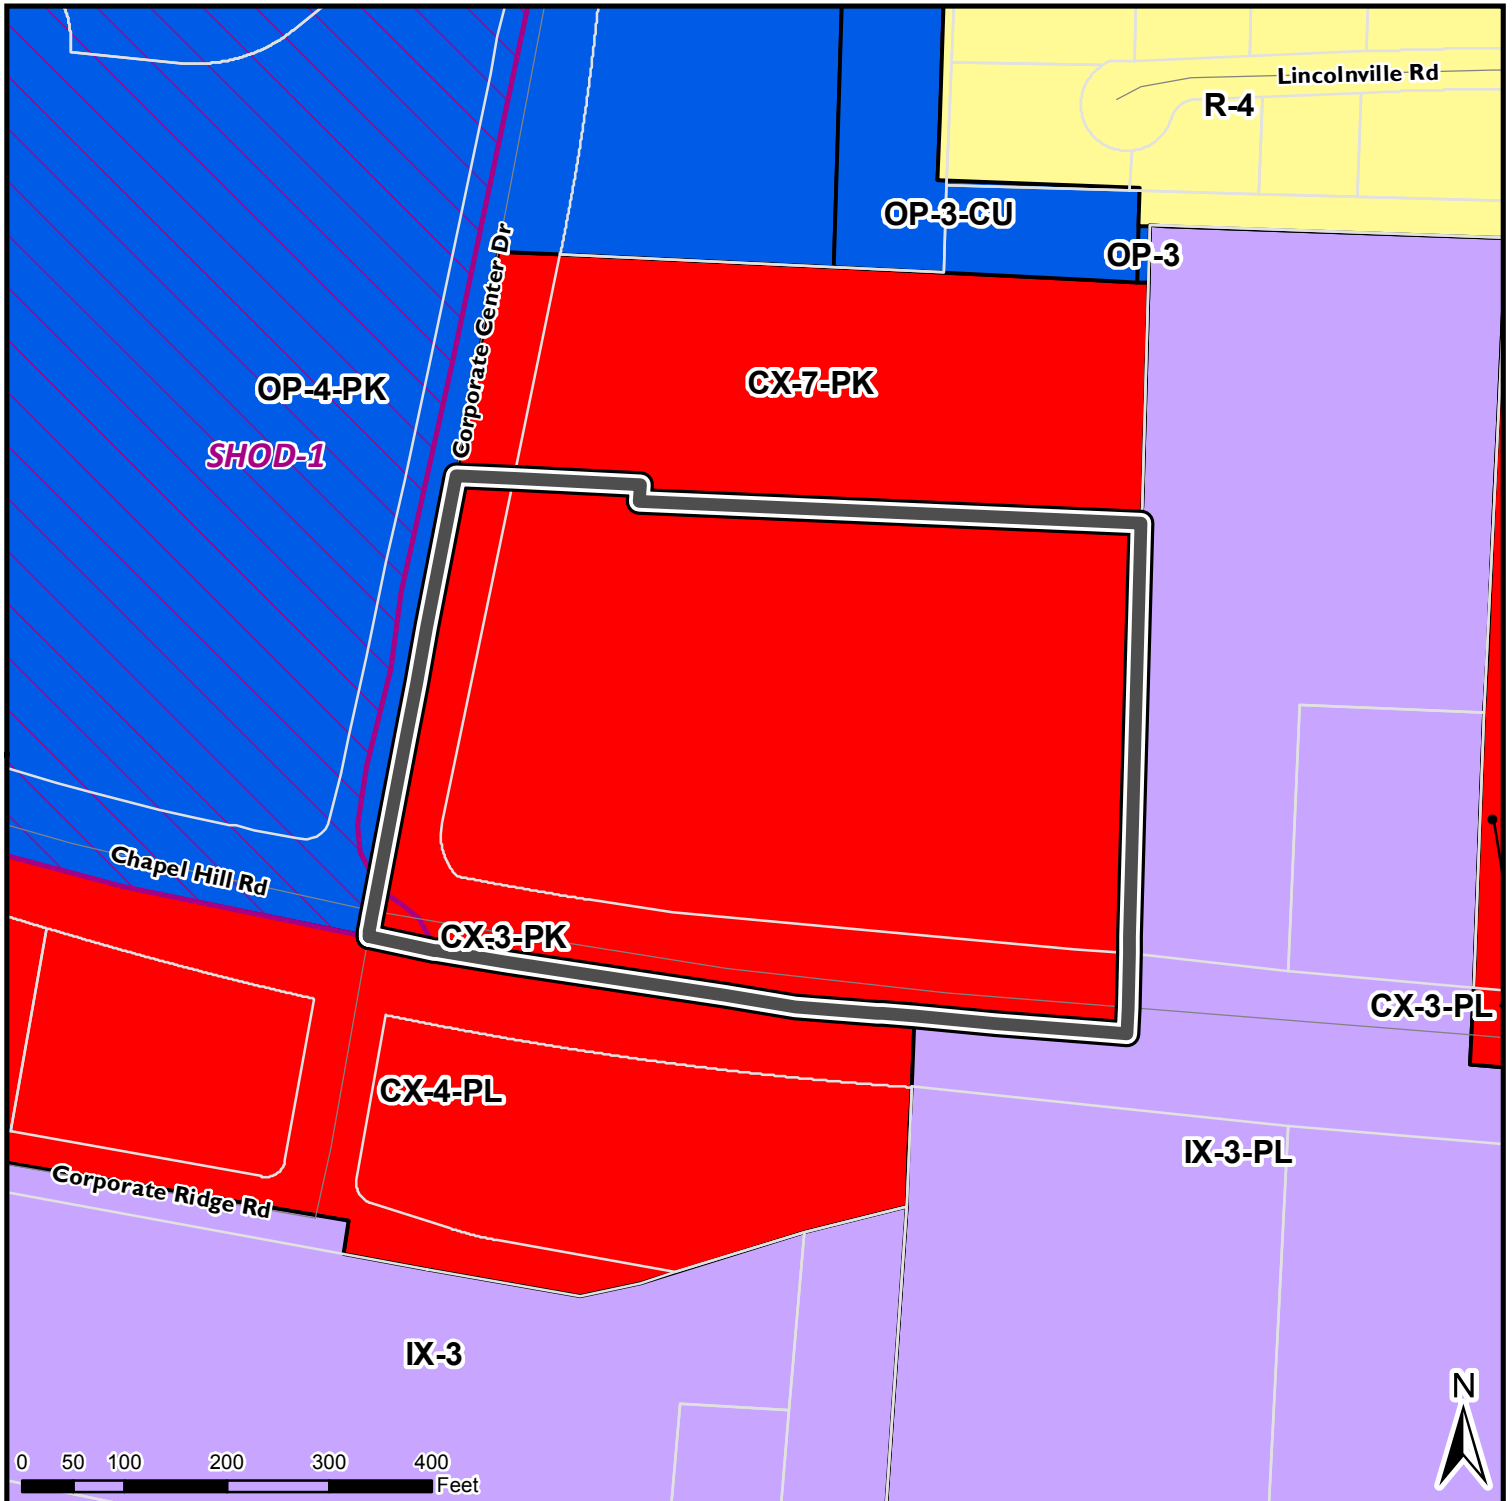 Lincolnville Rd
R-4
OP-3-CU
OP-3
Corporate Center Dr
CX-7-PK
OP-4-PK
SHOD-1
Chapel Hill Rd
CX-3-PK
CX-3-PL
CX-4-PL
IX-3-PL
Corporate Ridge Rd
IX-3
N
0 50 100 200 300 400
Feet